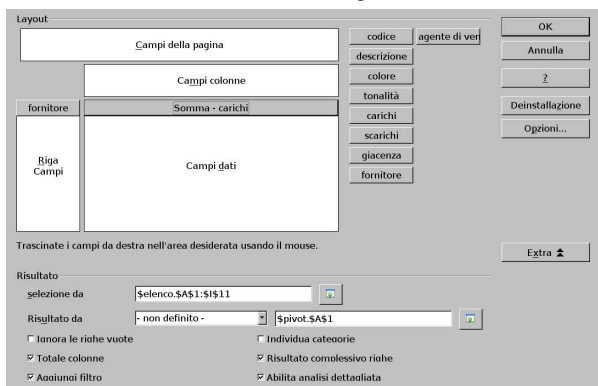 Layout
Campi della pagina
codice
agente di ven
OK
descrizione
Annulla
Campi colonne
colore
?
tonalità
fornitore
Somma - carichi
carichi
Deinstallazione
scarichi
Opzioni...
Riga
Campi
Campi dati
giacenza
fornitore
Trascinate i campi da destra nell'area desiderata usando il mouse.
Extra
Risultato
selezione da
$elenco.$A$1:$I$11
Risultato da
- non definito -
$pivot.$A$1
Ignora le righe vuote
Individua categorie
Totale colonne
Risultato complessivo righe
Aggiungi filtro
Abilita analisi dettagliata